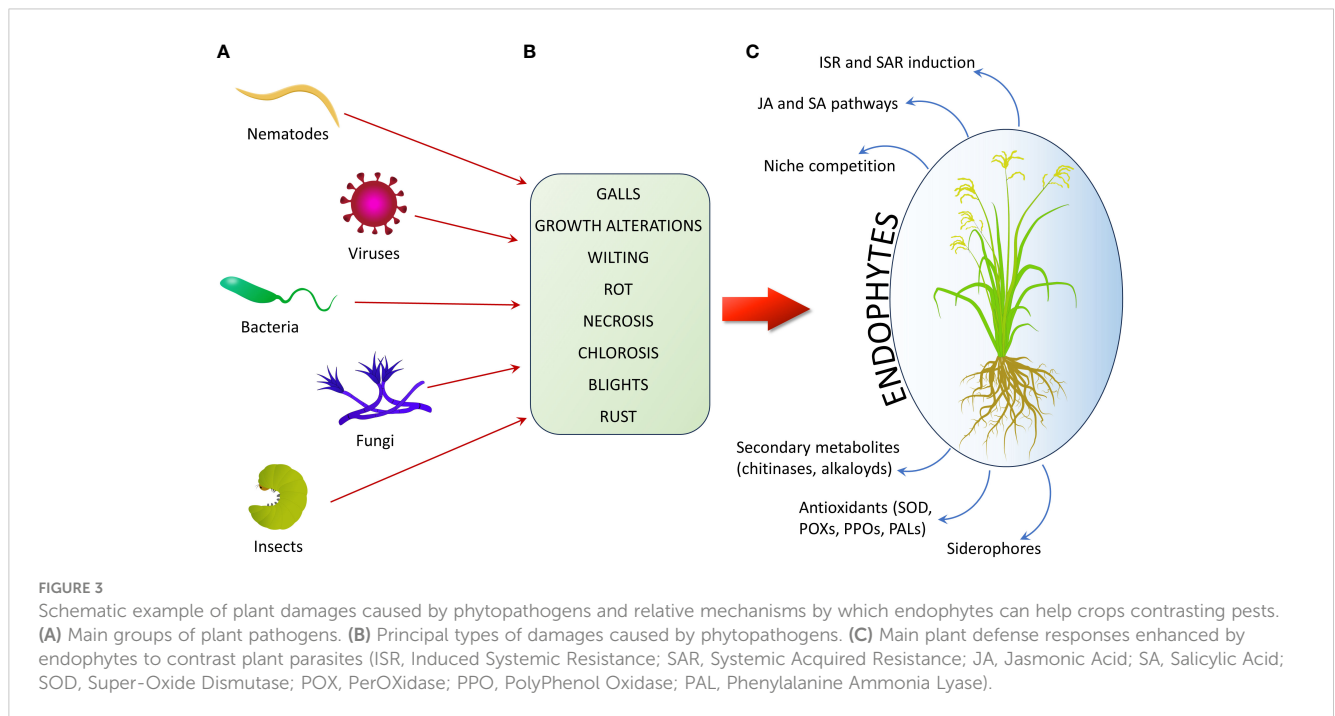 A
B
C
Nematodes
Viruses
Bacteria
Fungi
Insects
GALLS
GROWTH ALTERATIONS
WILTING
ROT
NECROSIS
CHLOROSIS
BLIGHTS
RUST
ISR and SAR induction
JA and SA pathways
Niche competition
ENDOPHYTES
Secondary metabolites
(chitinases, alkaloyds)
Antioxidants (SOD,
POXs, PPOs, PALs)
Siderophores
FIGURE 3
Schematic example of plant damages caused by phytopathogens and relative mechanisms by which endophytes can help crops contrasting pests.
(A) Main groups of plant pathogens. (B) Principal types of damages caused by phytopathogens. (C) Main plant defense responses enhanced by
endophytes to contrast plant parasites (ISR, Induced Systemic Resistance; SAR, Systemic Acquired Resistance; JA, Jasmonic Acid; SA, Salicylic Acid;
SOD, Super-Oxide Dismutase; POX, PerOXidase; PPO, PolyPhenol Oxidase; PAL, Phenylalanine Ammonia Lyase).